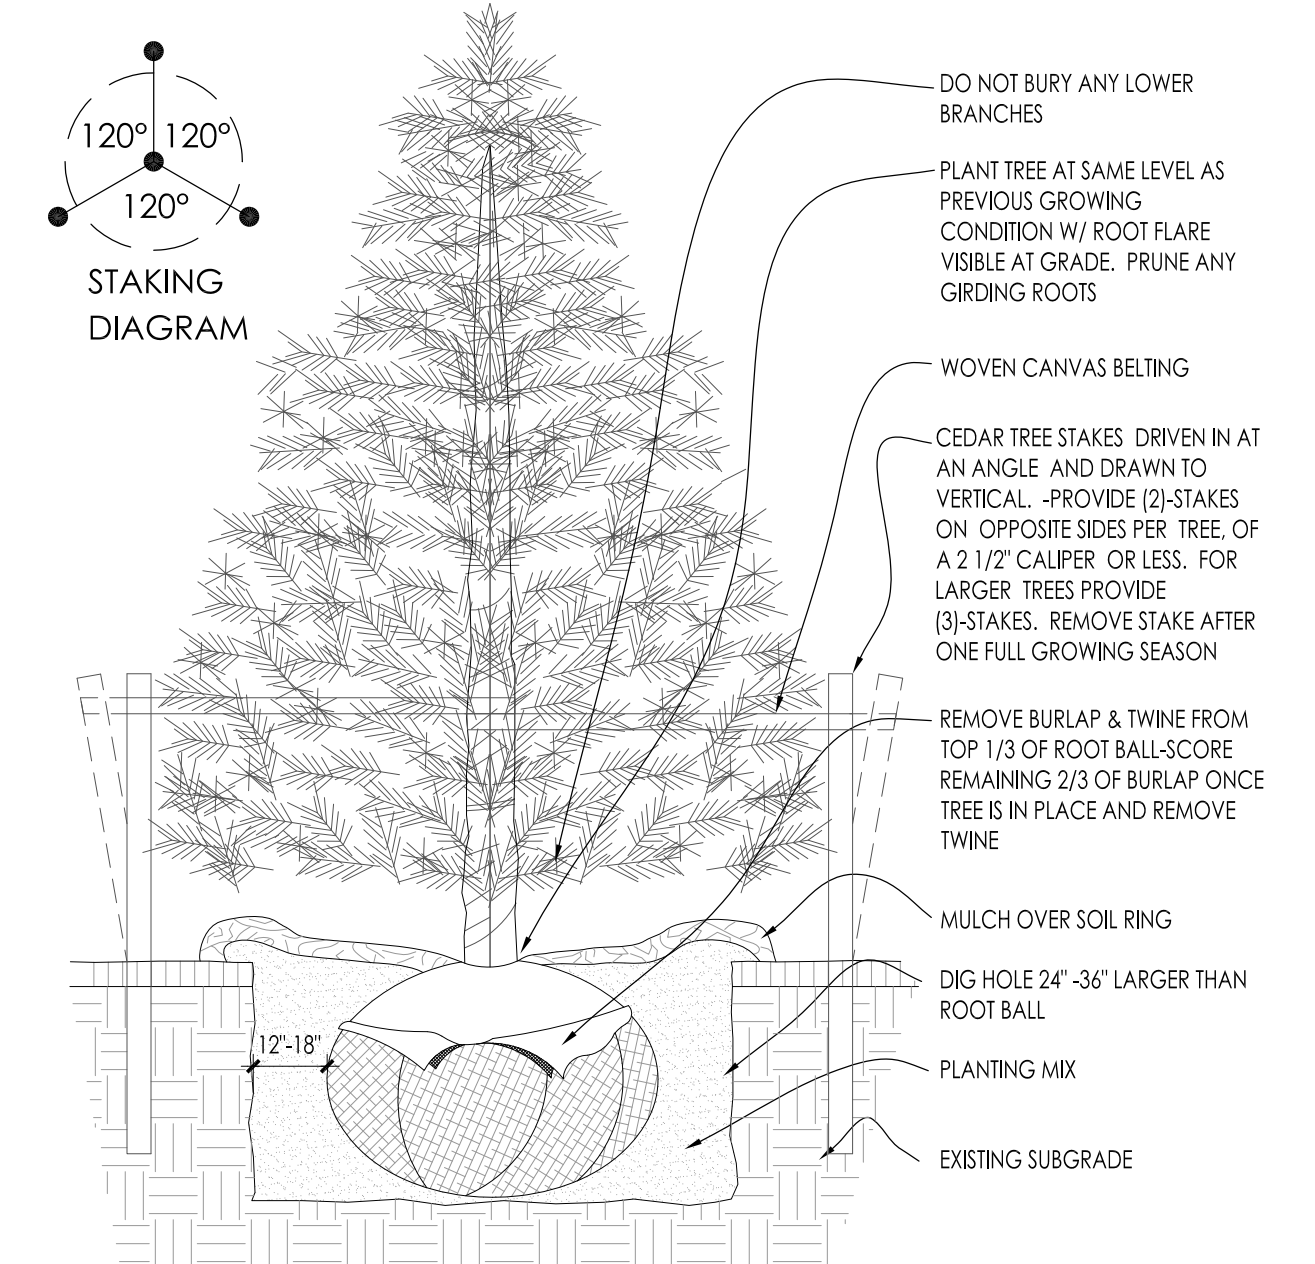 120° 120°
120°
STAKING
DIAGRAM
DO NOT BURY ANY LOWER
BRANCHES
PLANT TREE AT SAME LEVEL AS
PREVIOUS GROWING
CONDITION W/ ROOT FLARE
VISIBLE AT GRADE. PRUNE ANY
GIRDING ROOTS
WOVEN CANVAS BELTING
CEDAR TREE STAKES DRIVEN IN AT
AN ANGLE AND DRAWN TO
VERTICAL. -PROVIDE (2)-STAKES
ON OPPOSITE SIDES PER TREE, OF
A 2 1/2" CALIPER OR LESS. FOR
LARGER TREES PROVIDE
(3)-STAKES. REMOVE STAKE AFTER
ONE FULL GROWING SEASON
REMOVE BURLAP & TWINE FROM
TOP 1/3 OF ROOT BALL-SCORE
REMAINING 2/3 OF BURLAP ONCE
TREE IS IN PLACE AND REMOVE
TWINE
MULCH OVER SOIL RING
DIG HOLE 24" -36" LARGER THAN
ROOT BALL
12"-18"
PLANTING MIX
EXISTING SUBGRADE